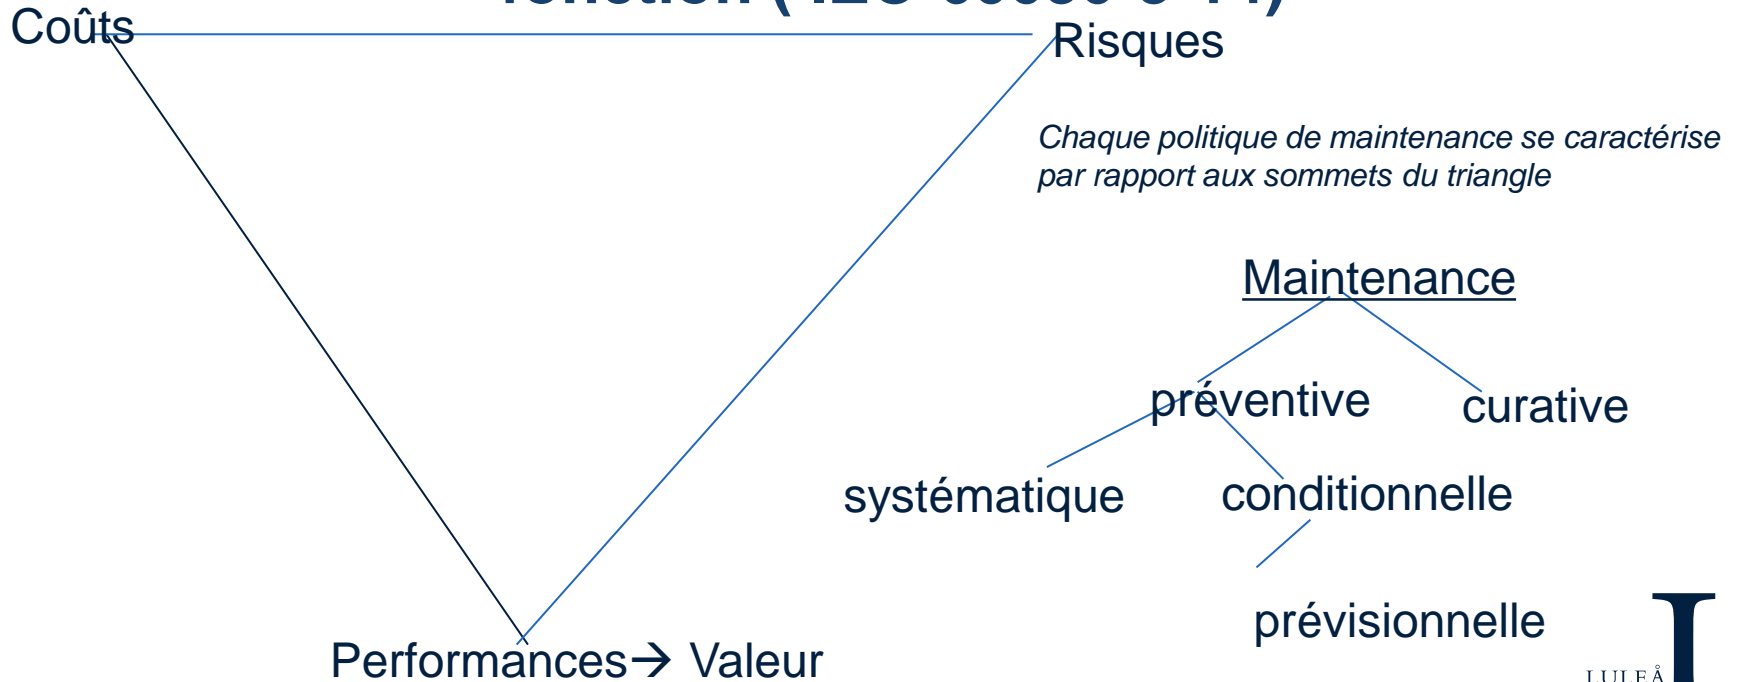 Coûts
Risques
Chaque politique de maintenance se caractérise
par rapport aux sommets du triangle
Maintenance
préventive
curative
systématique
conditionnelle
prévisionnelle
Performances→ Valeur
LULEÅ